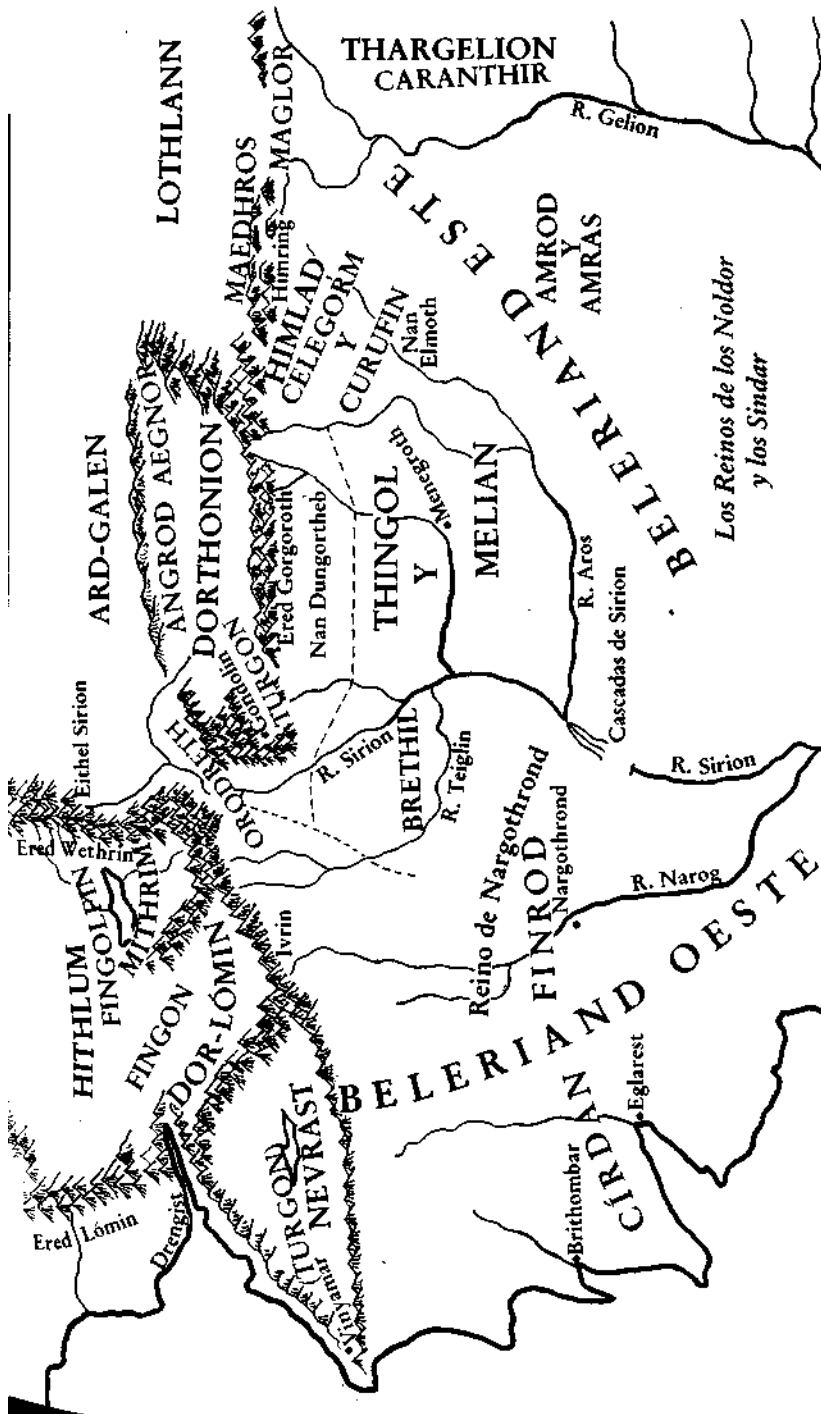 LOTHLANN
THARGELION
CARANTHIR
MAEDHROS
MAGLOR
Himring
R. Gelion
HIMLAD
CELEGORM
Y
CURUFIN
Nan
Elmoth
BELERIAND ESTE
AMROD
Y
AMRAS
Los Reinos de los Noldor
y los Sindar
ARD-GALEN
ANGROD AEGNOR
DORTHONION
Ered Gorgoroth
Nan Dungortheb
THINGOL
Y
MELIAN
Menegroth
R. Aros
Cascadas de Sirion
TURGON
Gondolin
Eithel Sirion
Ered Wethrin
ORODRETH
R. Sirion
BRETHIL
R. Teiglin
R. Sirion
HITHLUM
FINGOLFIN
MITHRIM
FINGON
DOR-LÓMIN
Ivrin
Reino de Nargothrond
FINROD
Nargothrond
R. Narog
BELERIAND OESTE
Ered Lómin
Drengist
(TURGON)
NEVRAST
Vinyamar
Brithombar
CÍRDAN
Eglarest